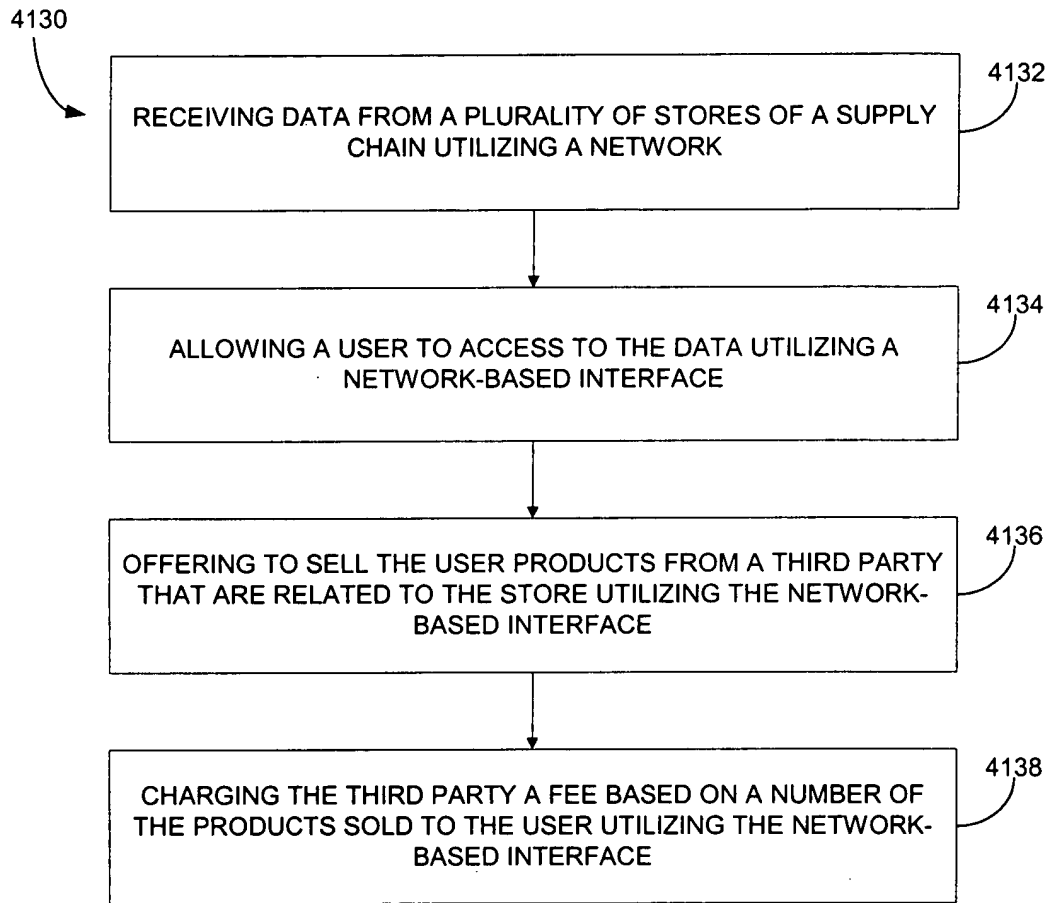 4130
4132
RECEIVING DATA FROM A PLURALITY OF STORES OF A SUPPLY
CHAIN UTILIZING A NETWORK
4134
ALLOWING A USER TO ACCESS TO THE DATA UTILIZING A
NETWORK-BASED INTERFACE
4136
OFFERING TO SELL THE USER PRODUCTS FROM A THIRD PARTY
THAT ARE RELATED TO THE STORE UTILIZING THE NETWORK-
BASED INTERFACE
4138
CHARGING THE THIRD PARTY A FEE BASED ON A NUMBER OF
THE PRODUCTS SOLD TO THE USER UTILIZING THE NETWORK-
BASED INTERFACE